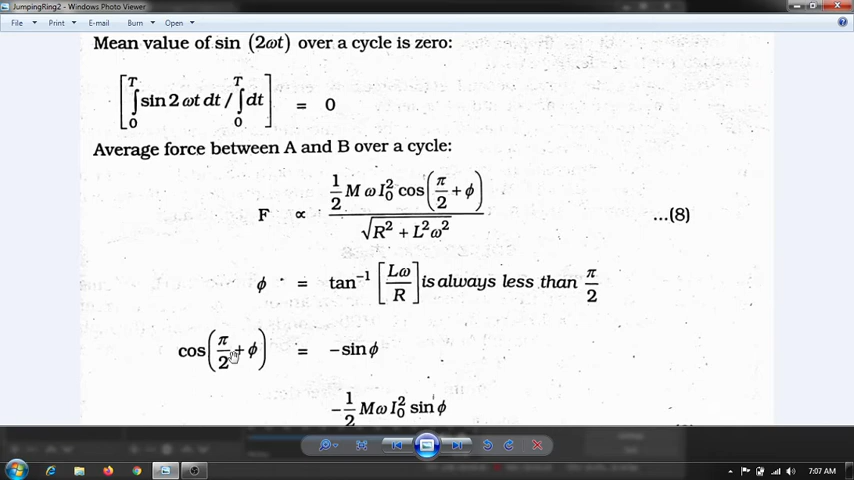 JumpingRing2 - Windows Photo Viewer
File Print E-mail Burn Open
Mean value of sin (2ωt) over a cycle is zero:
[∫₀ᵀ sin 2 ωt dt / ∫₀ᵀ dt] = 0
Average force between A and B over a cycle:
F ∝ (1/2 M ω I₀² cos(π/2 + ϕ)) / √(R² + L²ω²) ...(8)
ϕ = tan⁻¹ [Lω/R] is always less than π/2
cos(π/2 + ϕ) = − sin ϕ
−1/2 M ω I₀² sin ϕ
7:07 AM